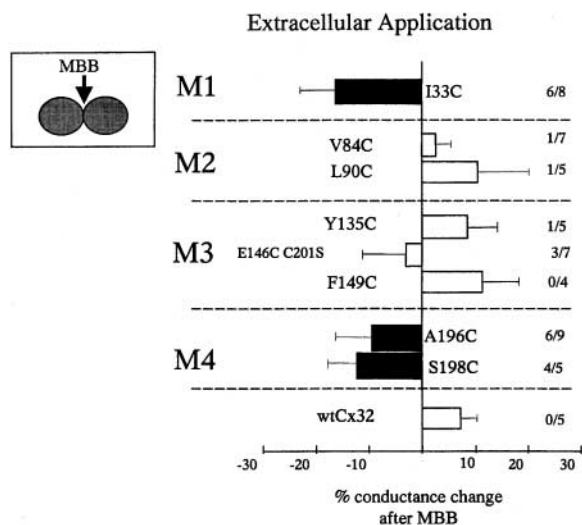 Extracellular Application
MBB
M1
I33C 6/8
M2
V84C 1/7
L90C 1/5
M3
Y135C 1/5
E146C C201S 3/7
F149C 0/4
M4
A196C 6/9
S198C 4/5
wtCx32 0/5
-30 -20 -10 10 20 30
% conductance change
after MBB